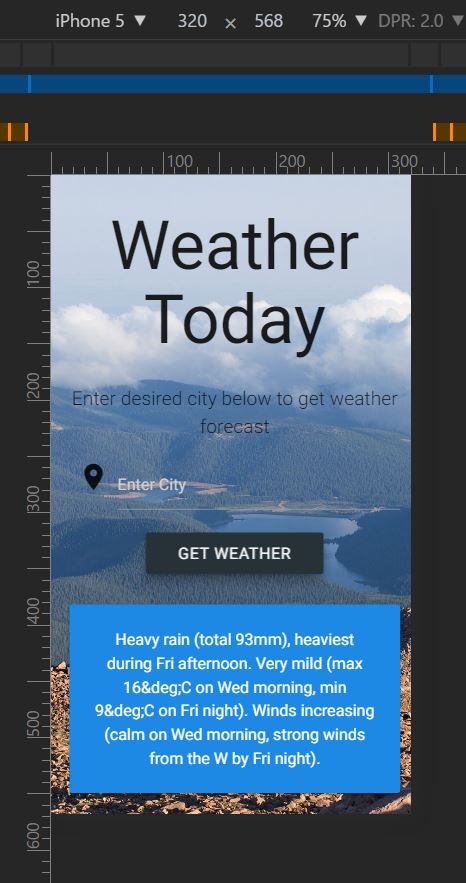 iPhone 5 ▼ 320 × 568 75% ▼ DPR: 2.0 ▼
100 200 300
100
200
300
400
500
600
Weather
Today
Enter desired city below to get weather
forecast
Enter City
GET WEATHER
Heavy rain (total 93mm), heaviest
during Fri afternoon. Very mild (max
16&deg;C on Wed morning, min
9&deg;C on Fri night). Winds increasing
(calm on Wed morning, strong winds
from the W by Fri night).